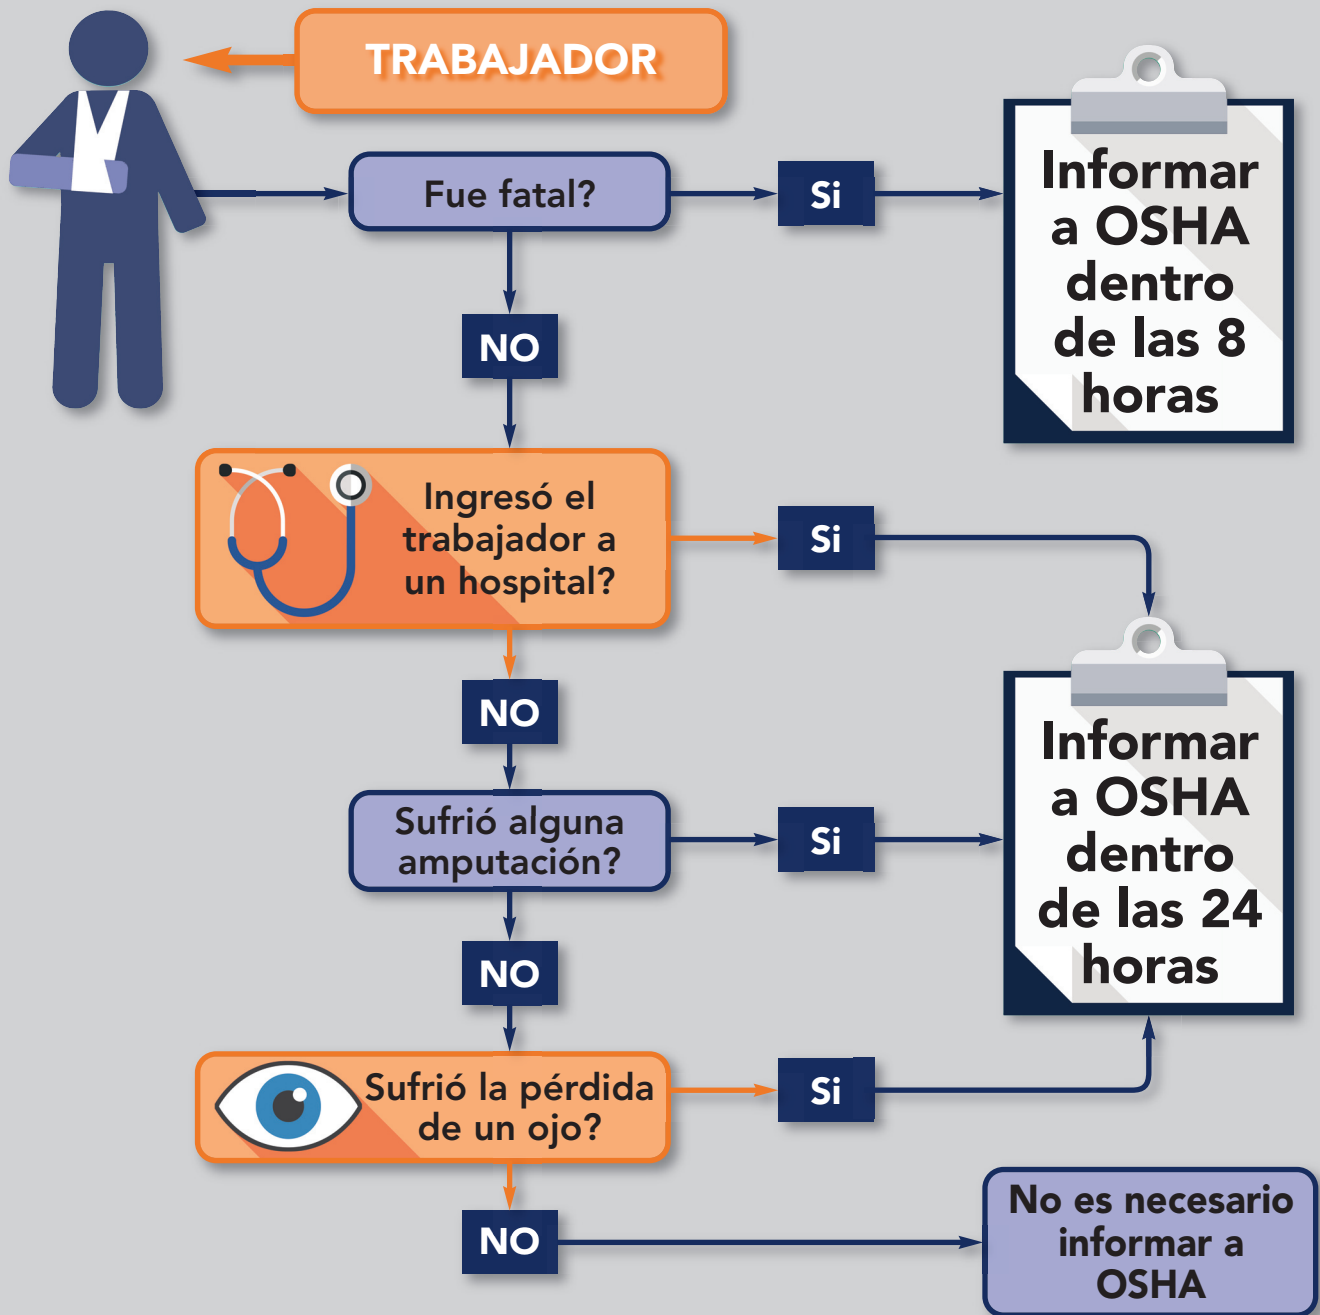 TRABAJADOR
Fue fatal?
Si
Informar
a OSHA
dentro
de las 8
horas
NO
Ingresó el
trabajador a
un hospital?
Si
NO
Sufrió alguna
amputación?
Si
Informar
a OSHA
dentro
de las 24
horas
NO
Sufrió la pérdida
de un ojo?
Si
NO
No es necesario
informar a
OSHA